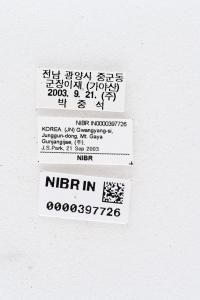 전남 광양시 중군동
군장이재, (가야산)
2003. 9. 21. (주)
박 중 석
NIBR IN0000397726
KOREA, (JN) Gwangyang-si,
Junggun-dong, Mt. Gaya
Gunjangijae, (주).
J.S.Park, 21 Sep 2003
NIBR
NIBR IN
0000397726